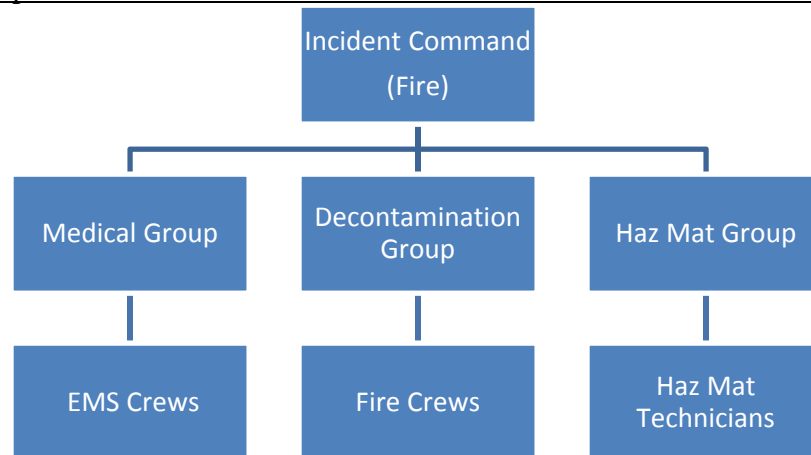 Incident Command
(Fire)
Medical Group
Decontamination
Group
Haz Mat Group
EMS Crews
Fire Crews
Haz Mat
Technicians